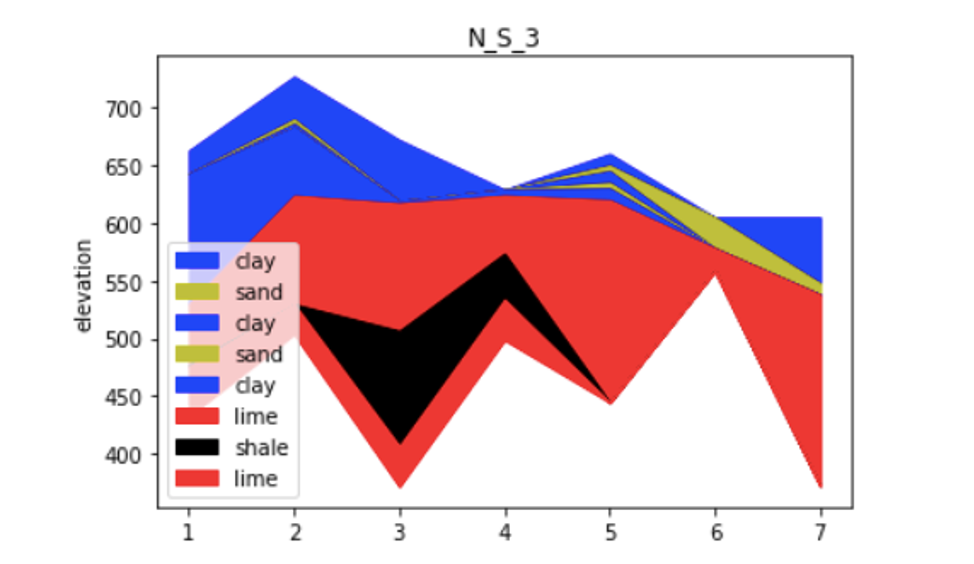 N_S_3
700
650
600
550
500
450
400
elevation
clay
sand
clay
sand
clay
lime
shale
lime
1 2 3 4 5 6 7